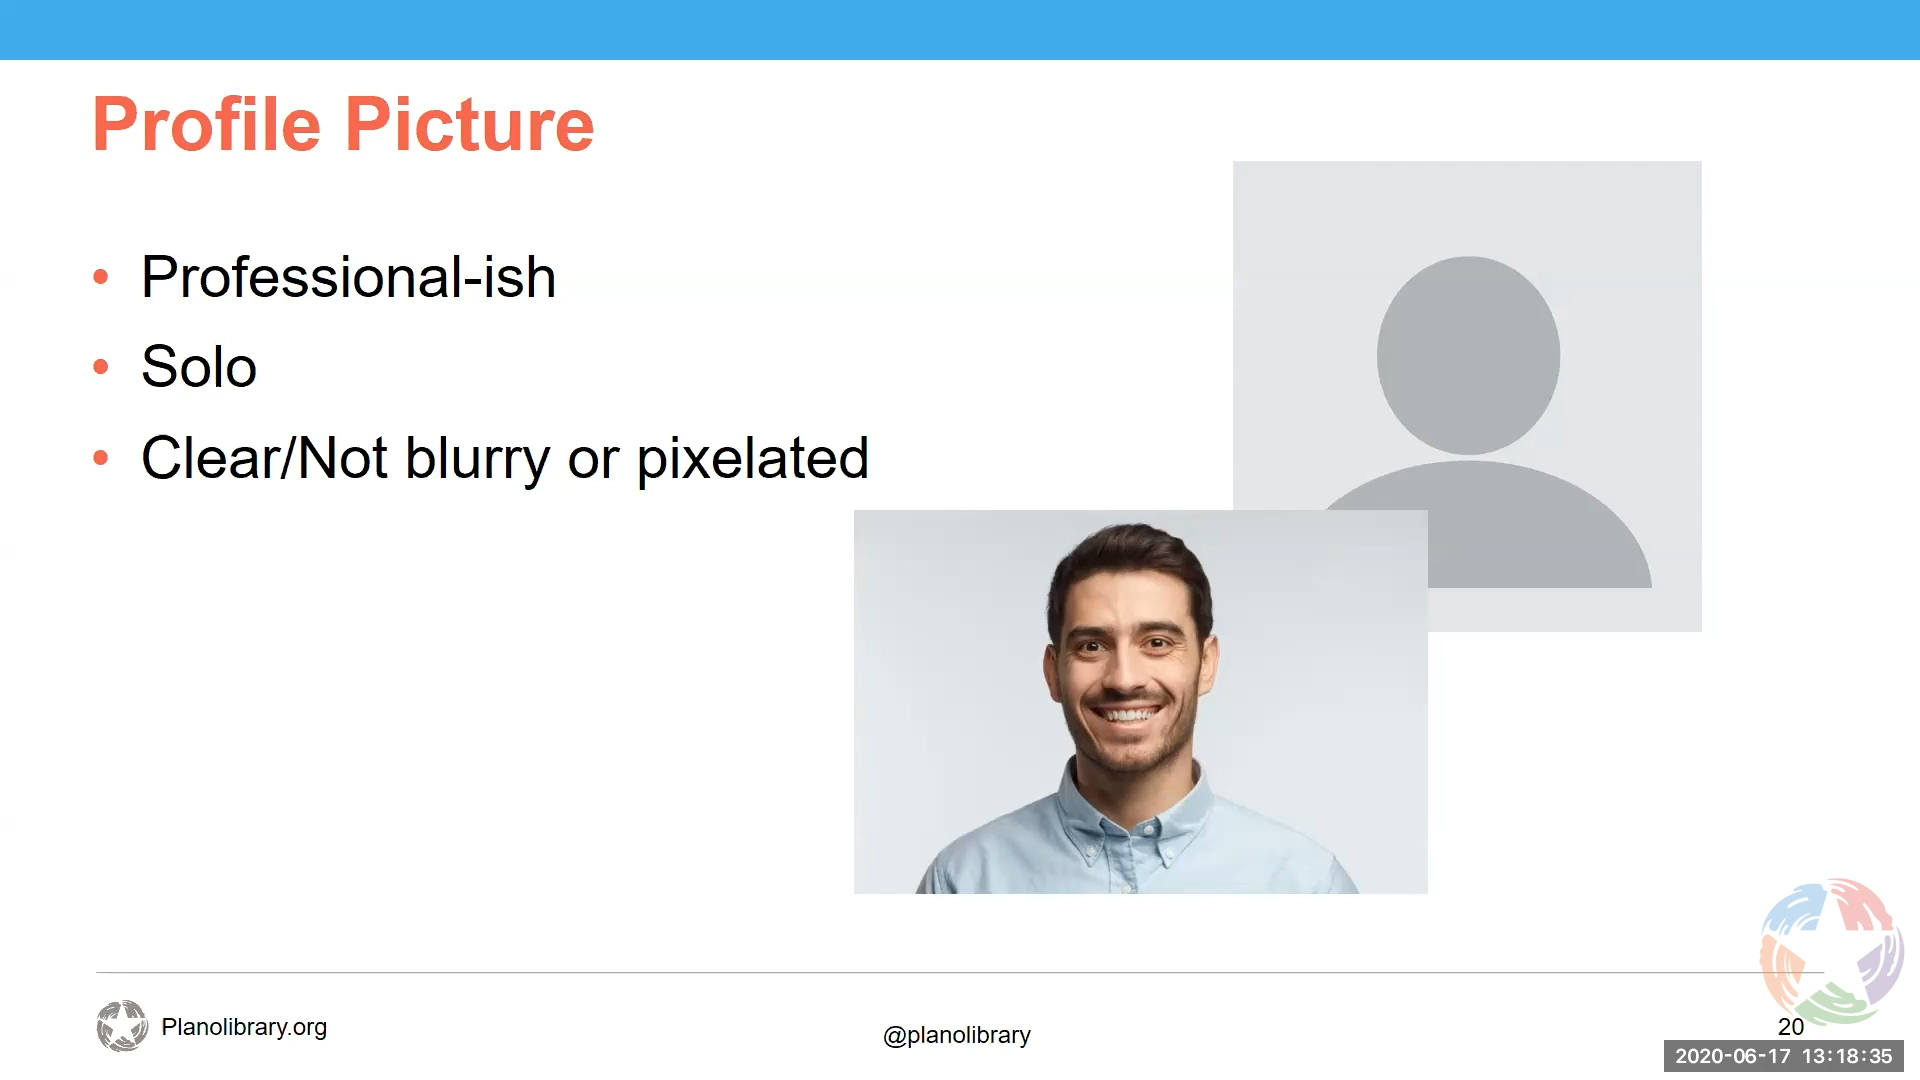 Profile Picture
• Professional-ish
• Solo
• Clear/Not blurry or pixelated
Planolibrary.org
@planolibrary
20
2020-06-17 13:18:35